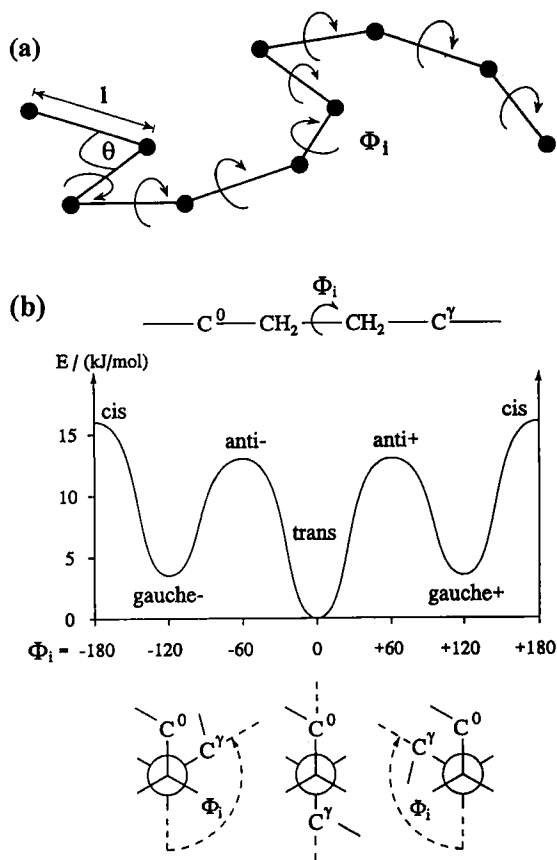 (a)
l
θ
Φi
(b)
Φi
C0 CH2 CH2 Cγ
E / (kJ/mol)
cis cis
15 anti- anti+
10
trans
5
gauche- gauche+
0
Φi = -180 -120 -60 0 +60 +120 +180
C0 C0 C0
Cγ Cγ
Φi Φi
Cγ